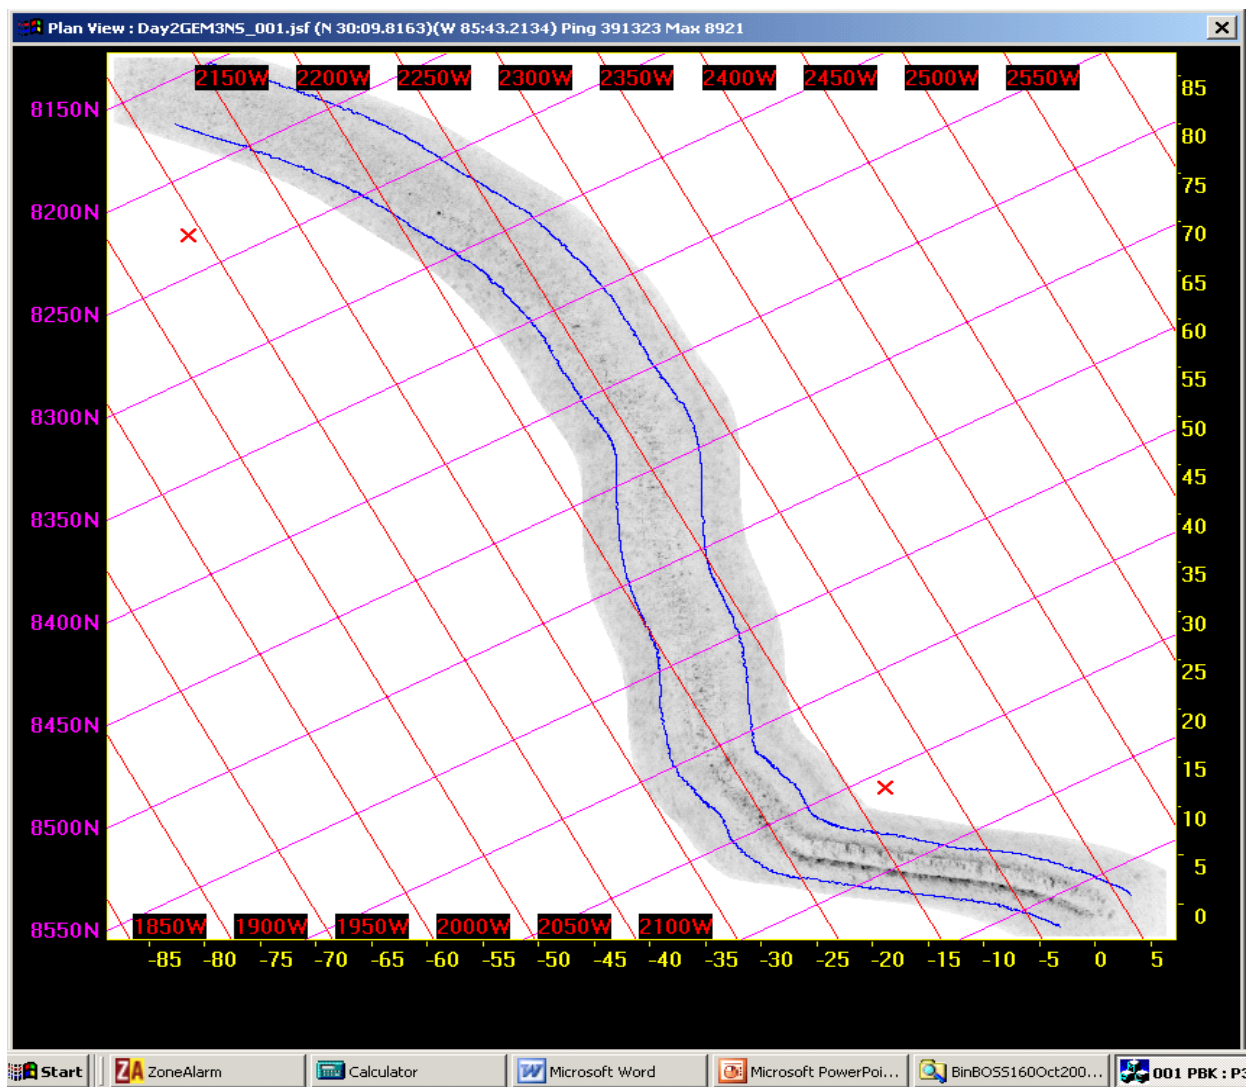 Plan View : Day2GEM3NS_001.jsf (N 30:09.8163)(W 85:43.2134) Ping 391323 Max 8921
2150W 2200W 2250W 2300W 2350W 2400W 2450W 2500W 2550W
85
8150N
80
75
8200N
70
65
8250N
60
55
8300N
50
45
8350N
40
35
8400N
30
25
8450N
20
15
8500N
10
5
8550N
0
1850W 1900W 1950W 2000W 2050W 2100W
-85 -80 -75 -70 -65 -60 -55 -50 -45 -40 -35 -30 -25 -20 -15 -10 -5 0 5
Start ZoneAlarm Calculator Microsoft Word Microsoft PowerPoi... BinBOSS160Oct200... 001 PBK : P3